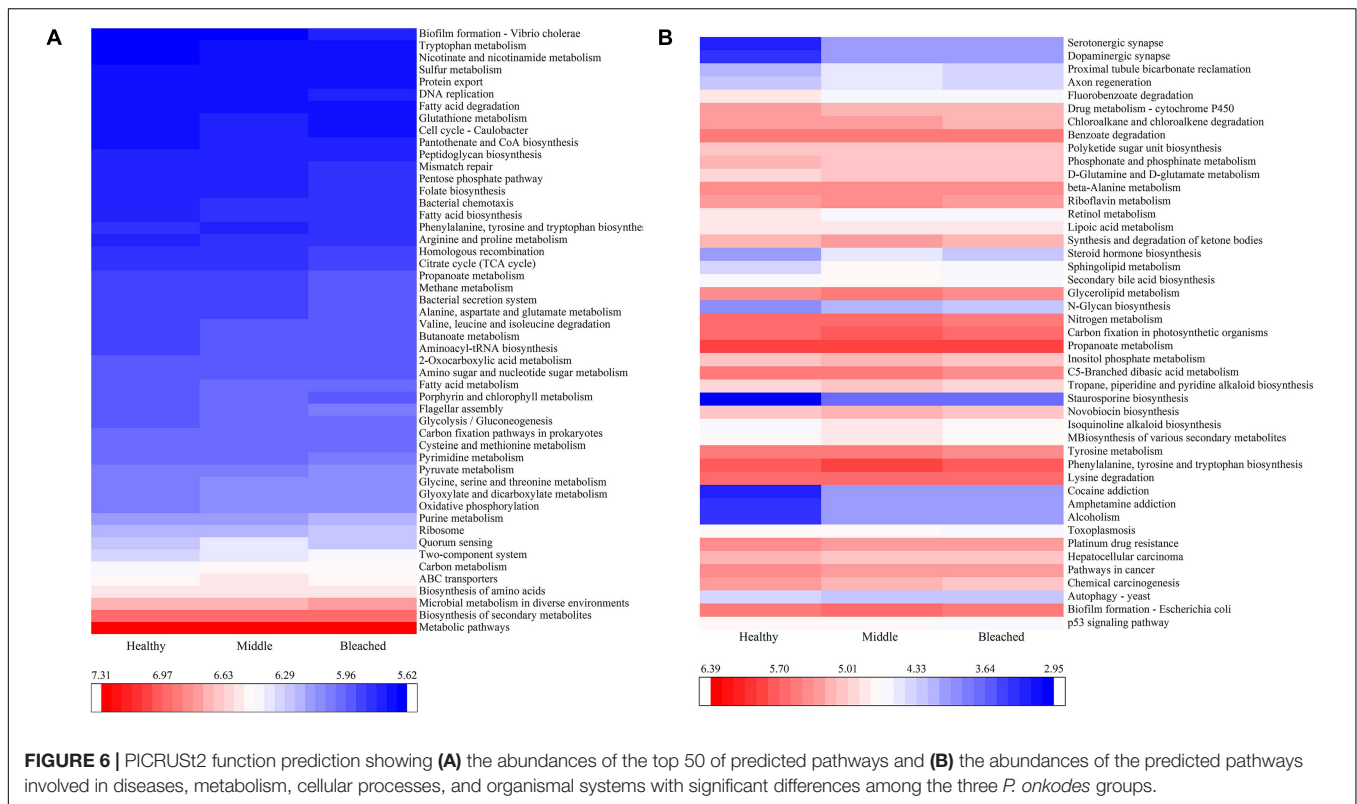 A
Biofilm formation - Vibrio cholerae
Tryptophan metabolism
Nicotinate and nicotinamide metabolism
Sulfur metabolism
Protein export
DNA replication
Fatty acid degradation
Glutathione metabolism
Cell cycle - Caulobacter
Pantothenate and CoA biosynthesis
Peptidoglycan biosynthesis
Mismatch repair
Pentose phosphate pathway
Folate biosynthesis
Bacterial chemotaxis
Fatty acid biosynthesis
Phenylalanine, tyrosine and tryptophan biosynthe
Arginine and proline metabolism
Homologous recombination
Citrate cycle (TCA cycle)
Propanoate metabolism
Methane metabolism
Bacterial secretion system
Alanine, aspartate and glutamate metabolism
Valine, leucine and isoleucine degradation
Butanoate metabolism
Aminoacyl-tRNA biosynthesis
2-Oxocarboxylic acid metabolism
Amino sugar and nucleotide sugar metabolism
Fatty acid metabolism
Porphyrin and chlorophyll metabolism
Flagellar assembly
Glycolysis / Gluconeogenesis
Carbon fixation pathways in prokaryotes
Cysteine and methionine metabolism
Pyrimidine metabolism
Pyruvate metabolism
Glycine, serine and threonine metabolism
Glyoxylate and dicarboxylate metabolism
Oxidative phosphorylation
Purine metabolism
Ribosome
Quorum sensing
Two-component system
Carbon metabolism
ABC transporters
Biosynthesis of amino acids
Microbial metabolism in diverse environments
Biosynthesis of secondary metabolites
Metabolic pathways
Healthy Middle Bleached
7.31 6.97 6.63 6.29 5.96 5.62
B
Serotonergic synapse
Dopaminergic synapse
Proximal tubule bicarbonate reclamation
Axon regeneration
Fluorobenzoate degradation
Drug metabolism - cytochrome P450
Chloroalkane and chloroalkene degradation
Benzoate degradation
Polyketide sugar unit biosynthesis
Phosphonate and phosphinate metabolism
D-Glutamine and D-glutamate metabolism
beta-Alanine metabolism
Riboflavin metabolism
Retinol metabolism
Lipoic acid metabolism
Synthesis and degradation of ketone bodies
Steroid hormone biosynthesis
Sphingolipid metabolism
Secondary bile acid biosynthesis
Glycerolipid metabolism
N-Glycan biosynthesis
Nitrogen metabolism
Carbon fixation in photosynthetic organisms
Propanoate metabolism
Inositol phosphate metabolism
C5-Branched dibasic acid metabolism
Tropane, piperidine and pyridine alkaloid biosynthesis
Staurosporine biosynthesis
Novobiocin biosynthesis
Isoquinoline alkaloid biosynthesis
MBiosynthesis of various secondary metabolites
Tyrosine metabolism
Phenylalanine, tyrosine and tryptophan biosynthesis
Lysine degradation
Cocaine addiction
Amphetamine addiction
Alcoholism
Toxoplasmosis
Platinum drug resistance
Hepatocellular carcinoma
Pathways in cancer
Chemical carcinogenesis
Autophagy - yeast
Biofilm formation - Escherichia coli
p53 signaling pathway
Healthy Middle Bleached
6.39 5.70 5.01 4.33 3.64 2.95
FIGURE 6 | PICRUSt2 function prediction showing (A) the abundances of the top 50 of predicted pathways and (B) the abundances of the predicted pathways
involved in diseases, metabolism, cellular processes, and organismal systems with significant differences among the three P. onkodes groups.